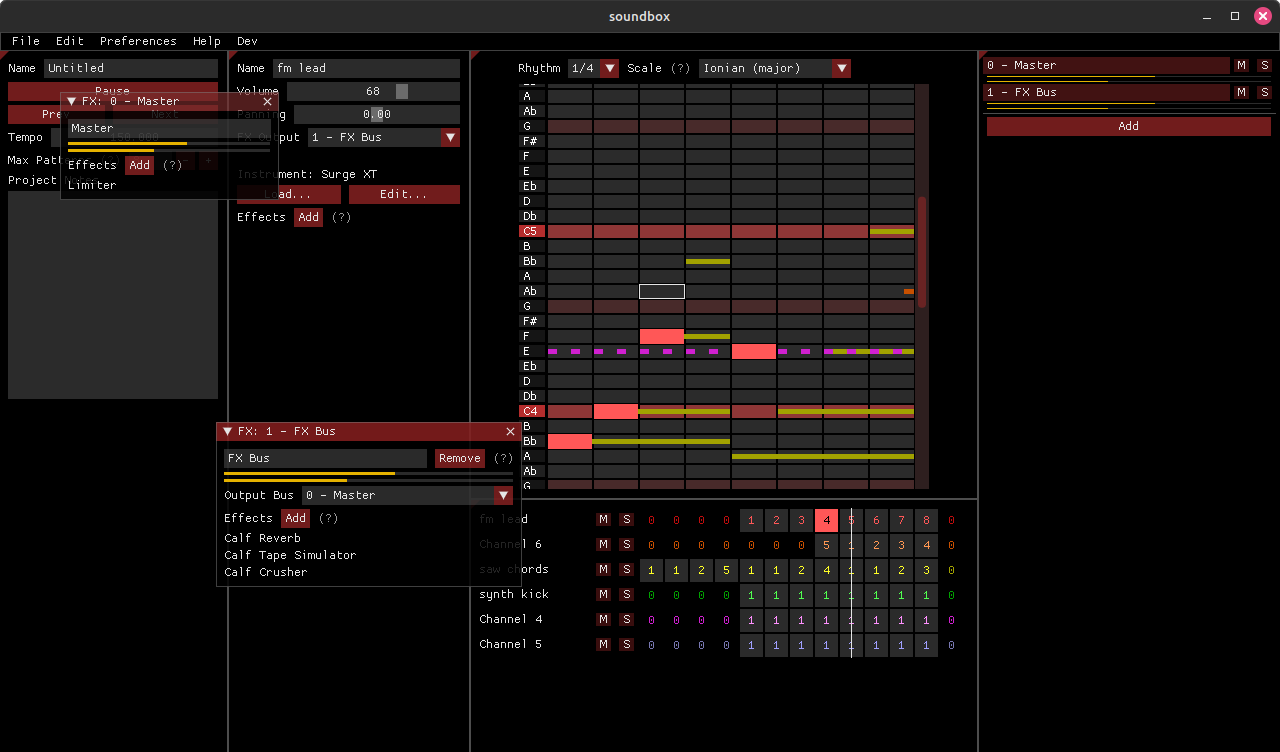 soundbox
File Edit Preferences Help Dev
Name Untitled
Pause
Prev Next
Tempo 150.000
Max Patt - +
Project Notes
FX: 0 - Master
Master
Effects Add (?)
Limiter
Name fm lead
Volume 68
Panning 0.00
FX Output 1 - FX Bus
Instrument: Surge XT
Load... Edit...
Effects Add (?)
Rhythm 1/4 Scale (?) Ionian (major)
A
Ab
G
F#
F
E
Eb
D
Db
C5
B
Bb
A
Ab
G
F#
F
E
Eb
D
Db
C4
B
Bb
A
Ab
G
FX: 1 - FX Bus
FX Bus Remove (?)
Output Bus 0 - Master
Effects Add (?)
Calf Reverb
Calf Tape Simulator
Calf Crusher
fm lead M S 0 0 0 0 1 2 3 4 5 6 7 8 0
Channel 6 M S 0 0 0 0 0 0 0 5 1 2 3 4 0
saw chords M S 1 1 2 5 1 1 2 4 1 1 2 3 0
synth kick M S 0 0 0 0 1 1 1 1 1 1 1 1 0
Channel 4 M S 0 0 0 0 1 1 1 1 1 1 1 1 0
Channel 5 M S 0 0 0 0 1 1 1 1 1 1 1 1 0
0 - Master M S
1 - FX Bus M S
Add